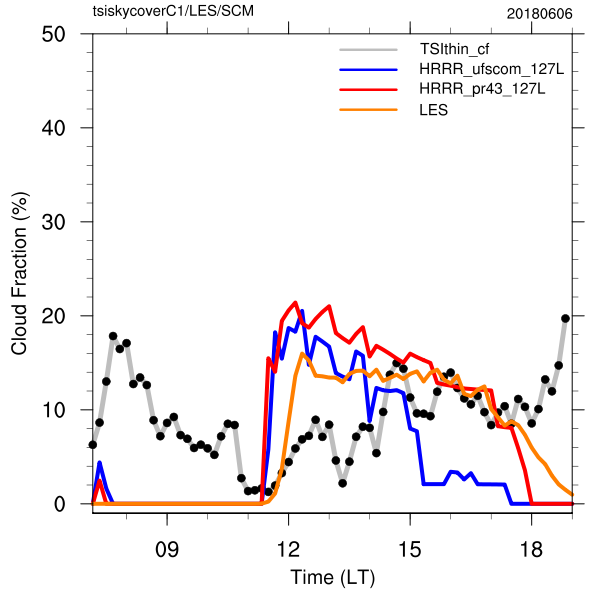 tsiskycoverC1/LES/SCM 20180606
50
TSIthin_cf
HRRR_ufscom_127L
HRRR_pr43_127L
LES
40
30
20
10
0
Cloud Fraction (%)
09 12 15 18
Time (LT)